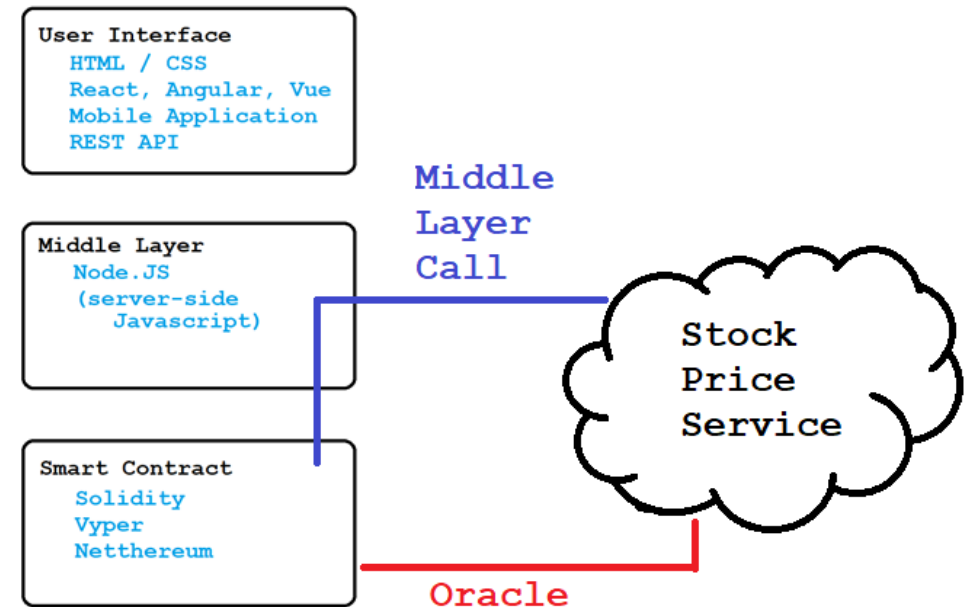 User Interface
HTML / CSS
React, Angular, Vue
Mobile Application
REST API
Middle Layer
Node.JS
(server-side
Javascript)
Smart Contract
Solidity
Vyper
Netthereum
Middle
Layer
Call
Stock
Price
Service
Oracle